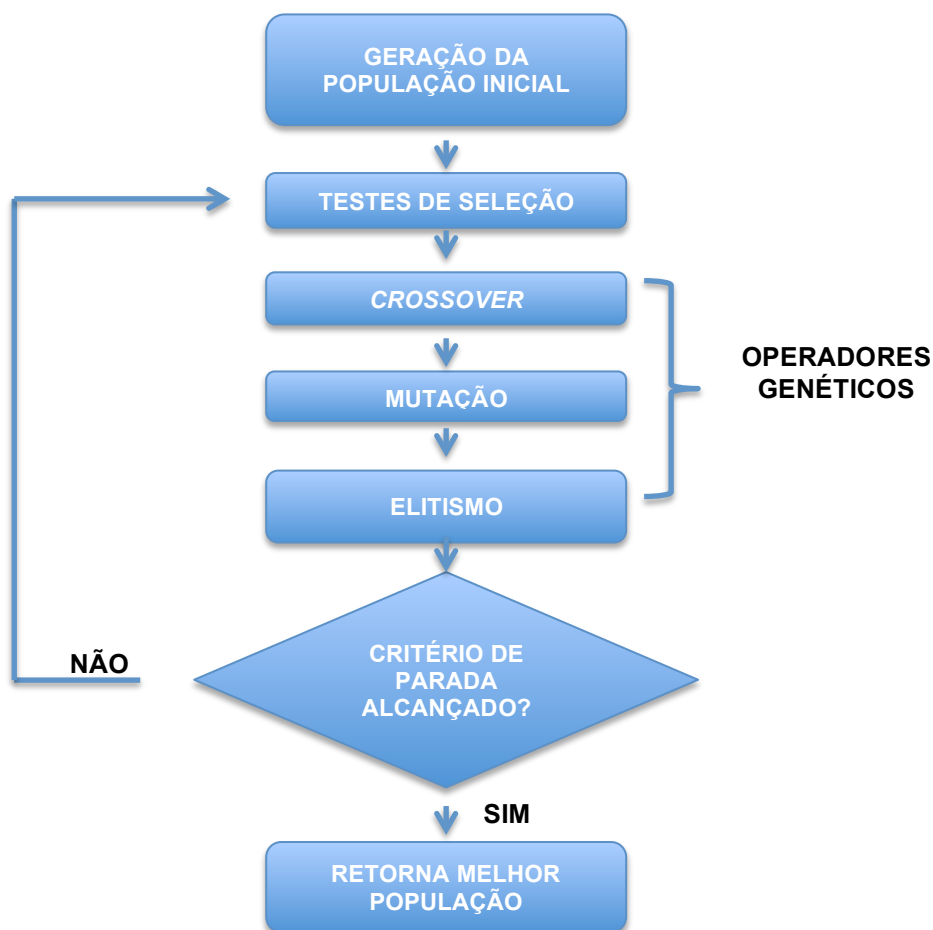 GERAÇÃO DA
POPULAÇÃO INICIAL
TESTES DE SELEÇÃO
CROSSOVER
OPERADORES
GENÉTICOS
MUTAÇÃO
ELITISMO
CRITÉRIO DE
PARADA
ALCANÇADO?
NÃO
SIM
RETORNA MELHOR
POPULAÇÃO